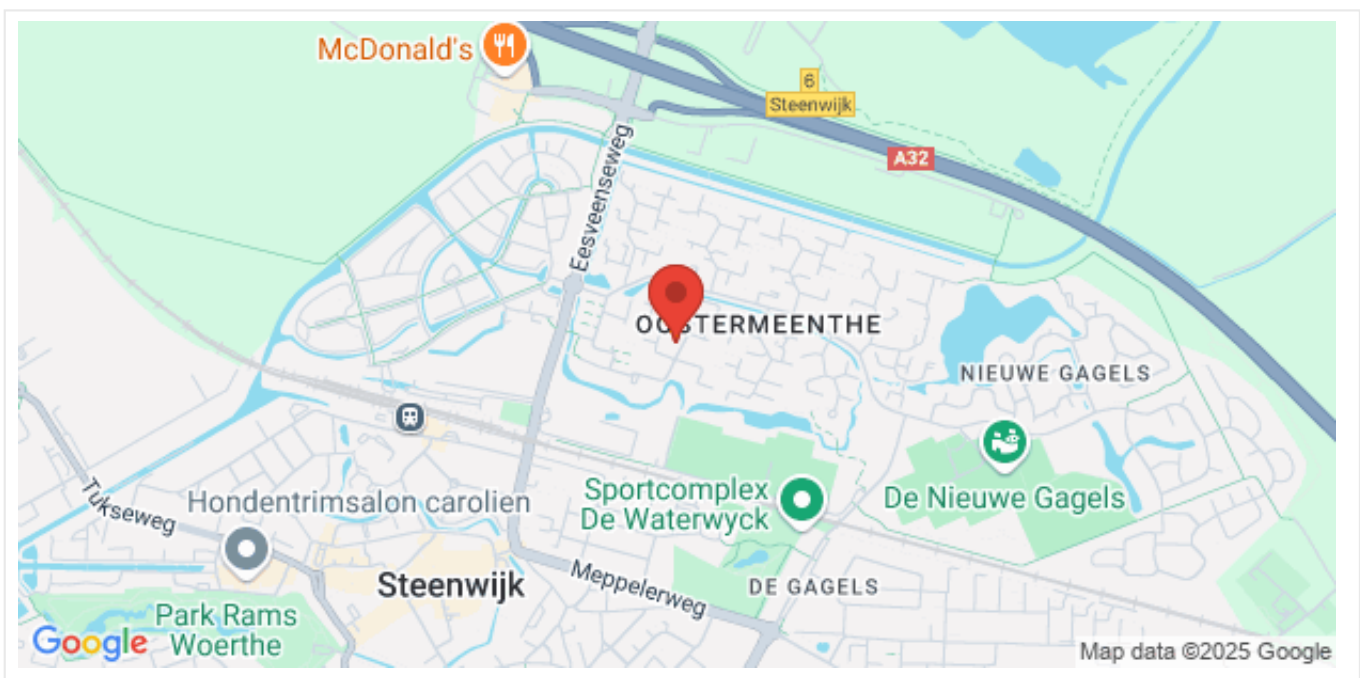 McDonald's
6
Steenwijk
A32
Eesveenseweg
OOSTERMEENTHE
NIEUWE GAGELS
Tukseweg
Hondentrimsalon carolien
Sportcomplex
De Waterwyck
De Nieuwe Gagels
Steenwijk
Meppelerweg
DE GAGELS
Park Rams
Woerthe
Google
Map data ©2025 Google